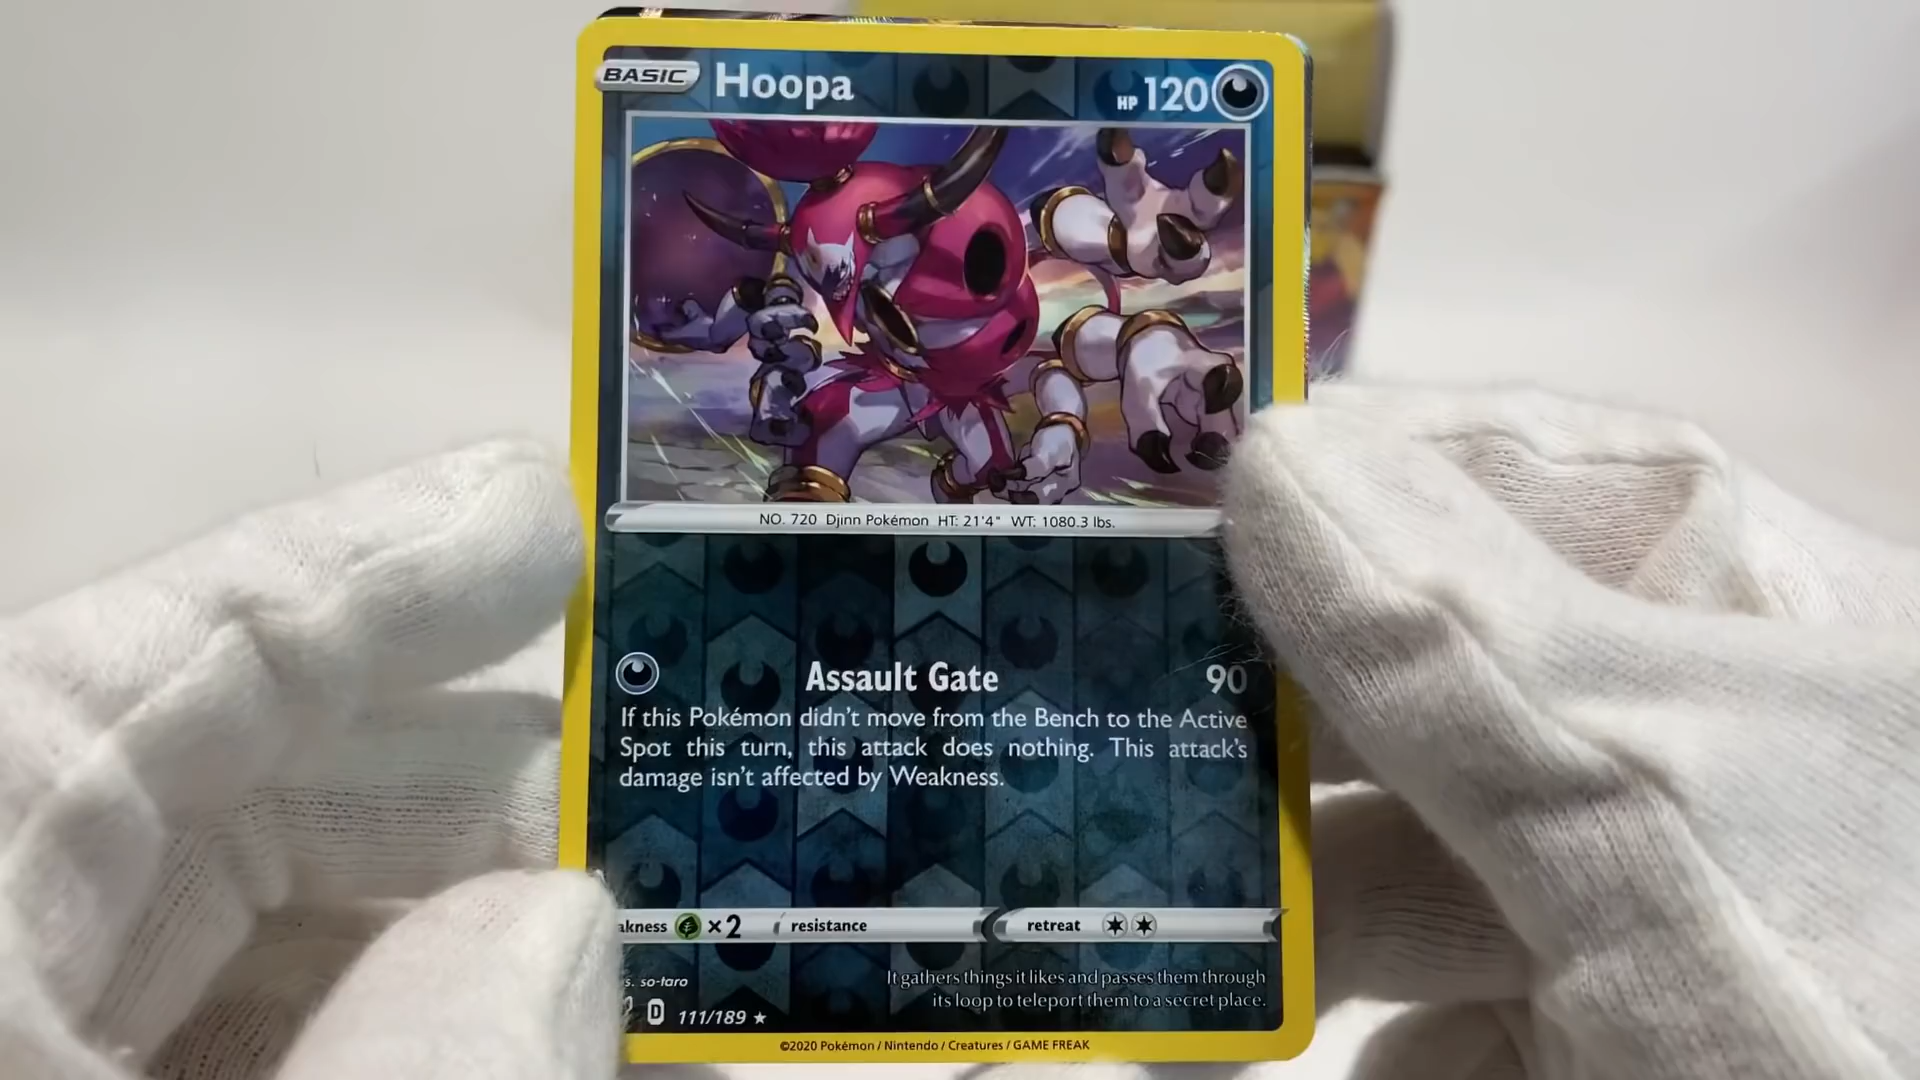 BASIC Hoopa HP 120
NO. 720 Djinn Pokémon HT: 21'4" WT: 1080.3 lbs.
Assault Gate 90
If this Pokémon didn't move from the Bench to the Active
Spot this turn, this attack does nothing. This attack's
damage isn't affected by Weakness.
akness ×2 resistance retreat
s. so-taro
It gathers things it likes and passes them through
its loop to teleport them to a secret place.
D 111/189 ★
©2020 Pokémon / Nintendo / Creatures / GAME FREAK